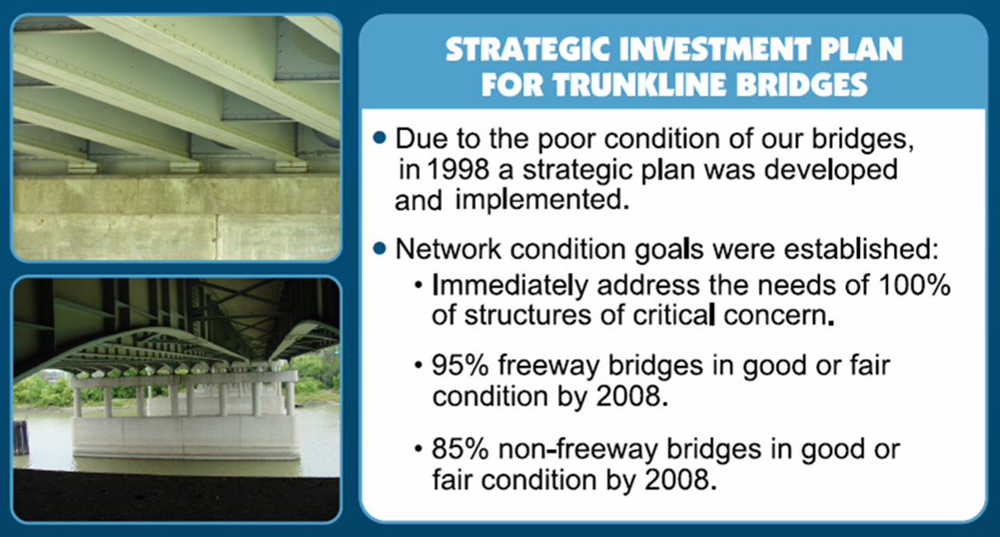 STRATEGIC INVESTMENT PLAN
FOR TRUNKLINE BRIDGES
• Due to the poor condition of our bridges,
in 1998 a strategic plan was developed
and implemented.
• Network condition goals were established:
• Immediately address the needs of 100%
of structures of critical concern.
• 95% freeway bridges in good or fair
condition by 2008.
• 85% non-freeway bridges in good or
fair condition by 2008.